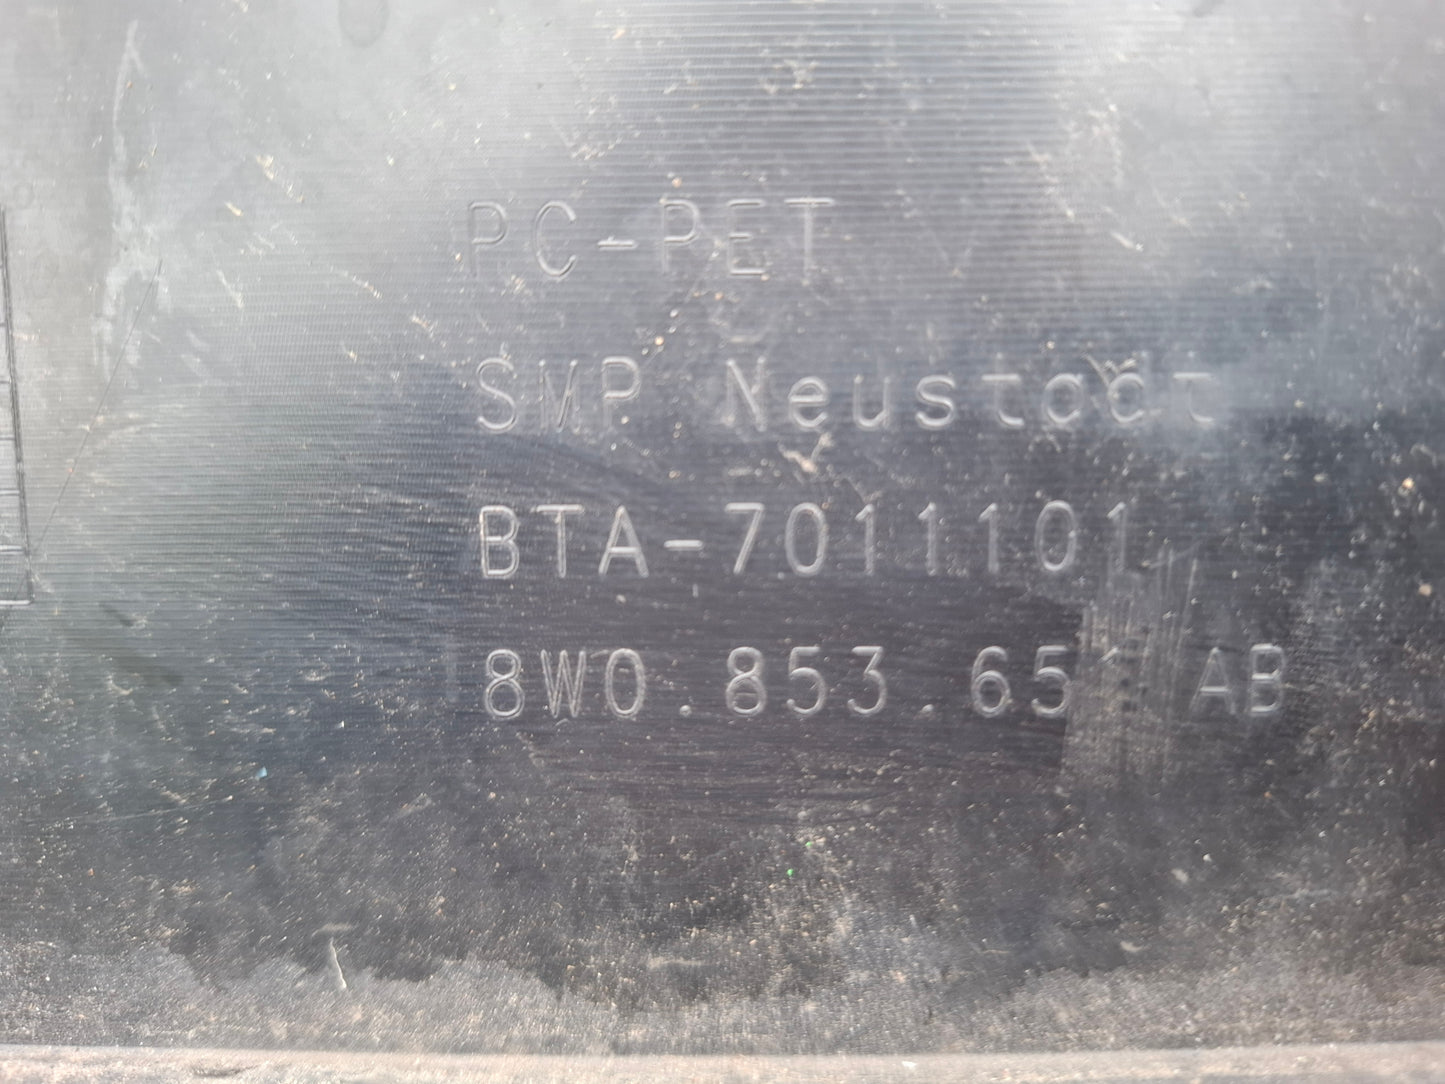 PC-PET
SMP Neustadt
BTA-7011101
8W0.853.651 AB